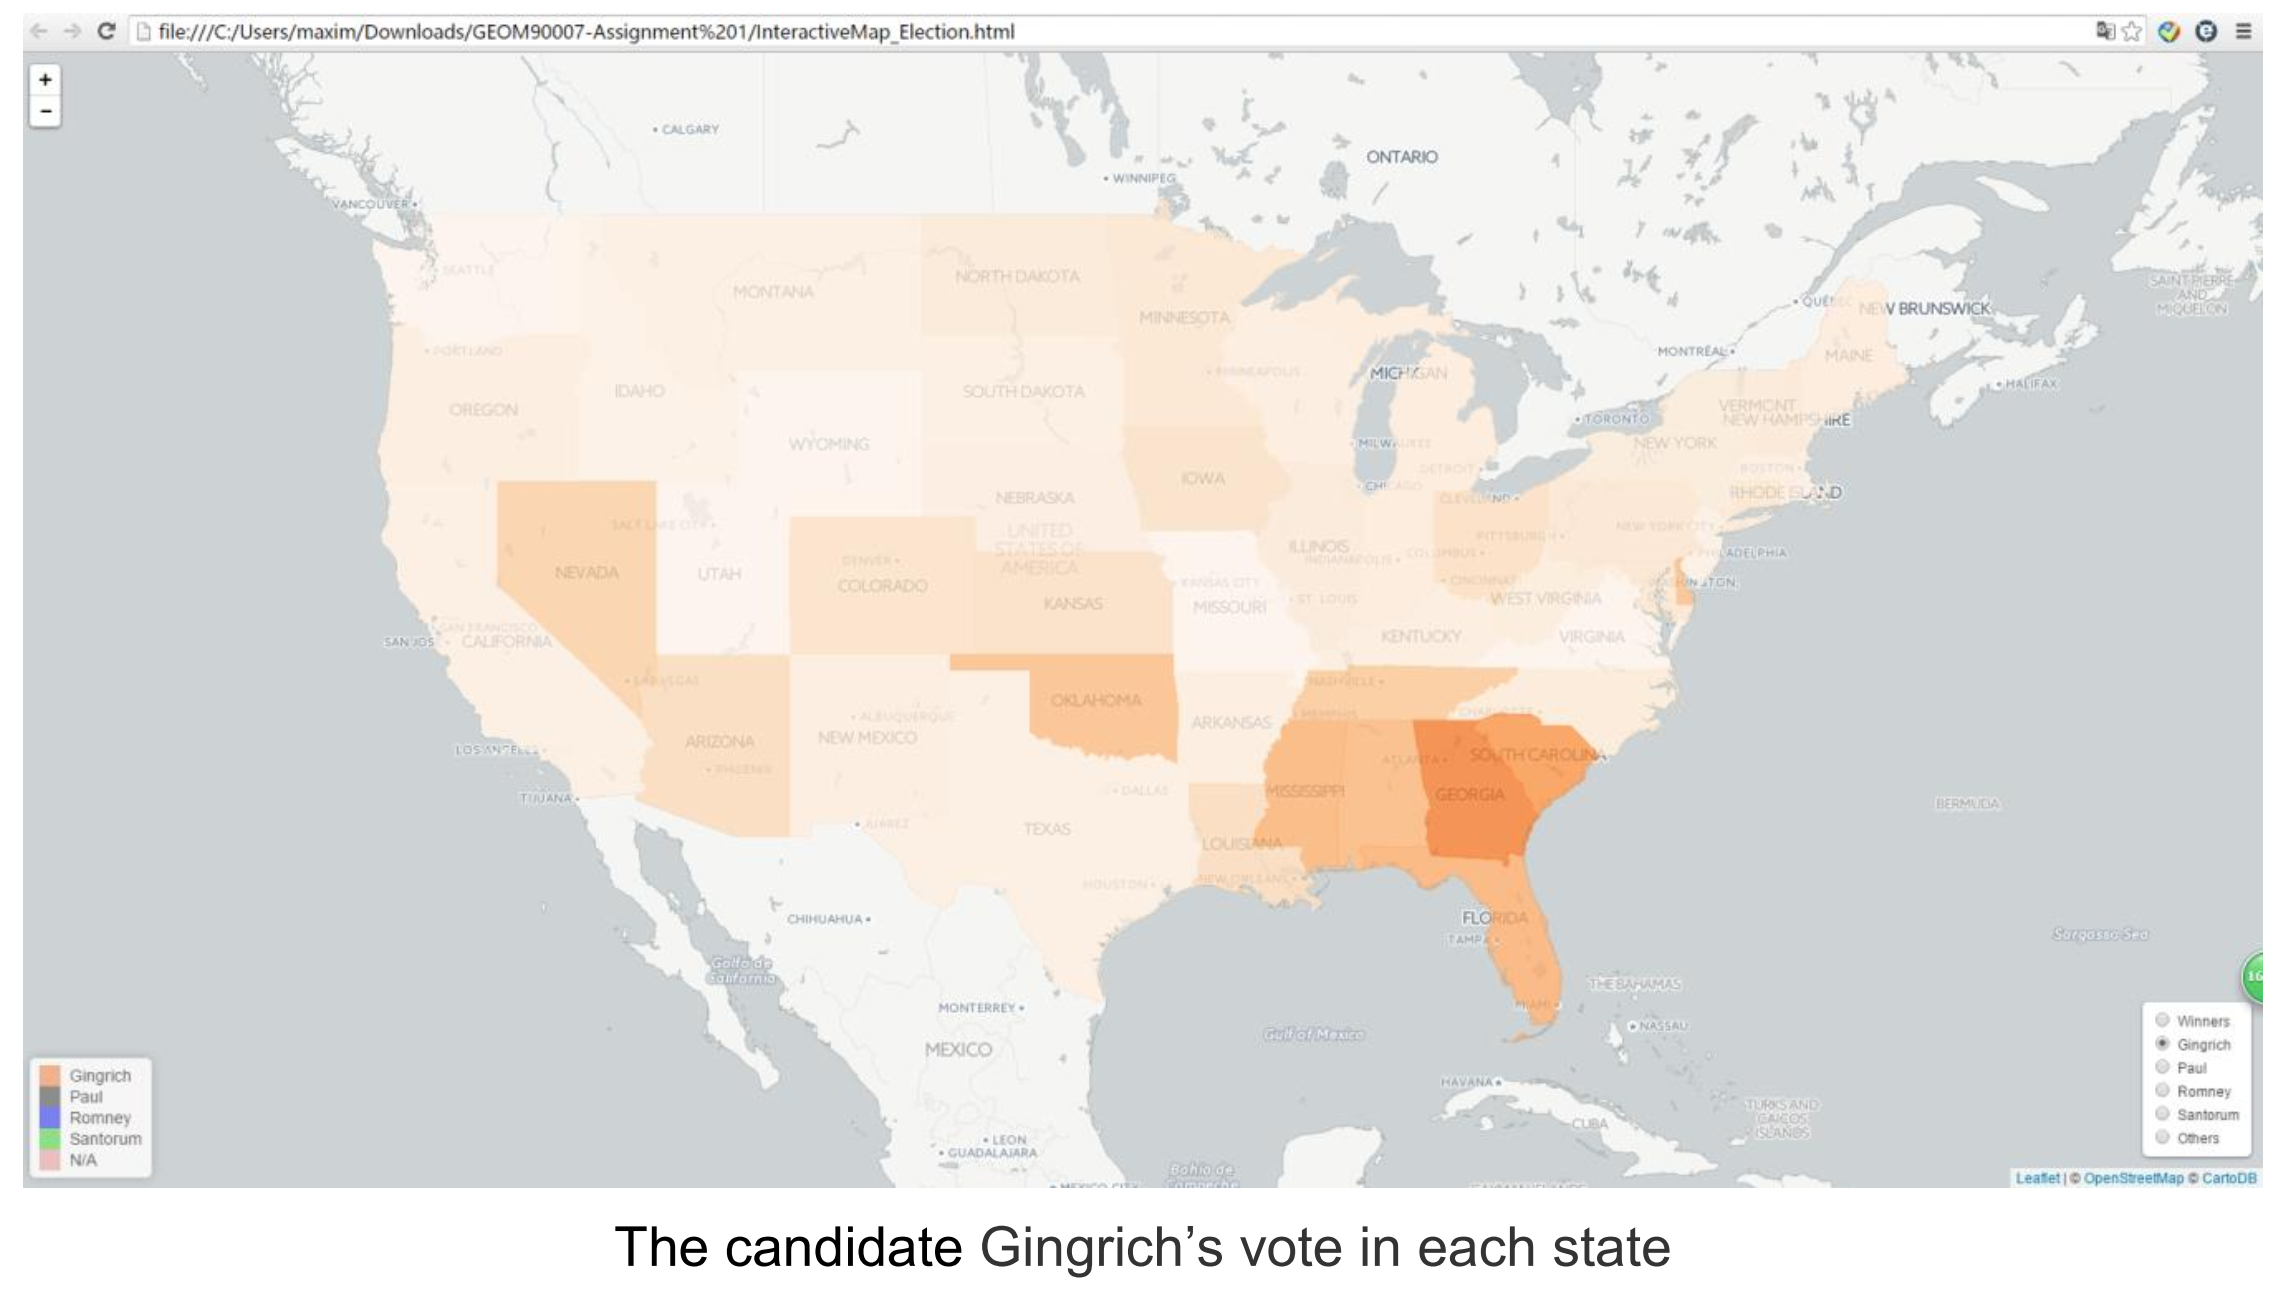 file:///C:/Users/maxim/Downloads/GEOM90007-Assignment%201/InteractiveMap_Election.html
+
−
CALGARY
ONTARIO
WINNIPEG
VANCOUVER
SEATTLE
MONTANA
NORTH DAKOTA
MINNESOTA
QUÉBEC
NEW BRUNSWICK
SAINT PIERRE
AND
MIQUELON
PORTLAND
MINNEAPOLIS
MICHIGAN
MONTRÉAL
MAINE
HALIFAX
IDAHO
SOUTH DAKOTA
OREGON
VERMONT
NEW HAMPSHIRE
TORONTO
WYOMING
MILWAUKEE
NEW YORK
DETROIT
BOSTON
IOWA
CHICAGO
NEBRASKA
CLEVELAND
RHODE ISLAND
SALT LAKE CITY
UNITED
STATES OF
AMERICA
PITTSBURGH
NEW YORK CITY
ILLINOIS
INDIANAPOLIS
COLUMBUS
PHILADELPHIA
NEVADA
UTAH
DENVER
COLORADO
KANSAS CITY
CINCINNATI
WASHINGTON,
KANSAS
MISSOURI
ST. LOUIS
WEST VIRGINIA
SAN FRANCISCO
SAN JOS
CALIFORNIA
KENTUCKY
VIRGINIA
LAS VEGAS
NASHVILLE
OKLAHOMA
MEMPHIS
CHARLOTTE
ALBUQUERQUE
ARKANSAS
NEW MEXICO
ARIZONA
LOS ANGELES
PHOENIX
ATLANTA
SOUTH CAROLINA
DALLAS
MISSISSIPPI
GEORGIA
TIJUANA
BERMUDA
JUAREZ
TEXAS
LOUISIANA
HOUSTON
NEW ORLEANS
CHIHUAHUA
FLORIDA
TAMPA
Sargasso Sea
Golfo de
California
THE BAHAMAS
16
MONTERREY
MIAMI
Gulf of Mexico
NASSAU
MEXICO
HAVANA
TURKS AND
CAICOS
ISLANDS
CUBA
LEON
GUADALAJARA
Bahía de
Campeche
MEXICO CITY
Gingrich
Paul
Romney
Santorum
N/A
Winners
Gingrich
Paul
Romney
Santorum
Others
Leaflet | © OpenStreetMap © CartoDB
The candidate Gingrich’s vote in each state